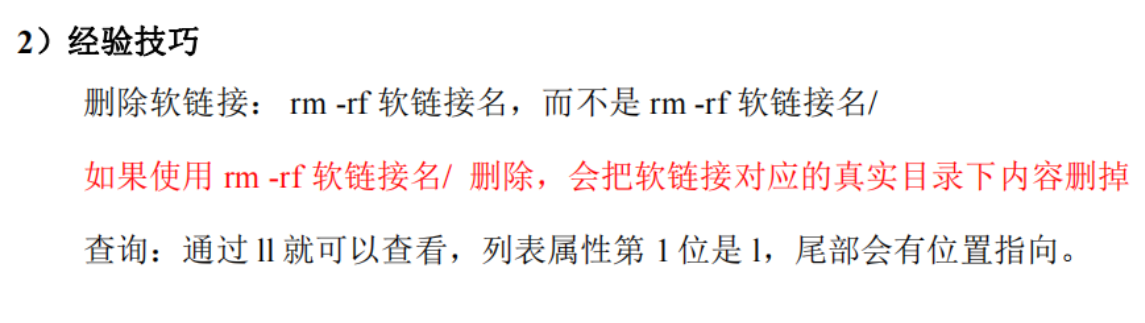 2）经验技巧
删除软链接： rm -rf 软链接名，而不是 rm -rf 软链接名/
如果使用 rm -rf 软链接名/ 删除，会把软链接对应的真实目录下内容删掉
查询：通过 ll 就可以查看，列表属性第 1 位是 l，尾部会有位置指向。